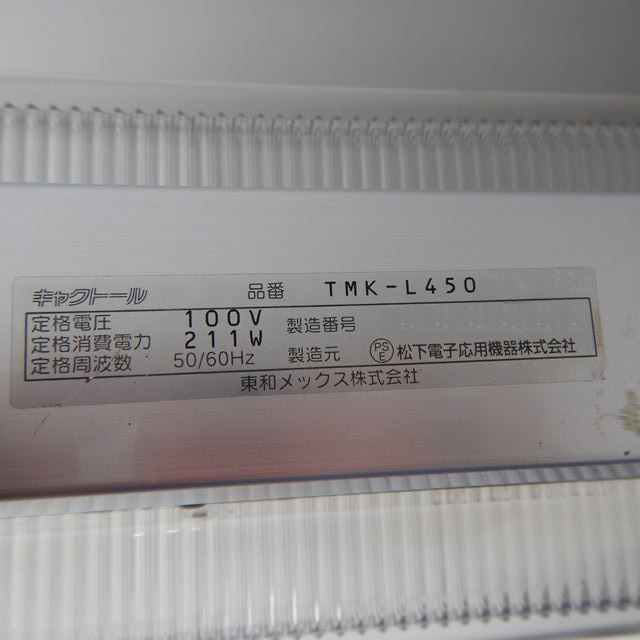 キャクトール 品番 TMK-L450
定格電圧 100V 製造番号
定格消費電力 211W
定格周波数 50/60Hz 製造元 PSE 松下電子応用機器株式会社
東和メックス株式会社